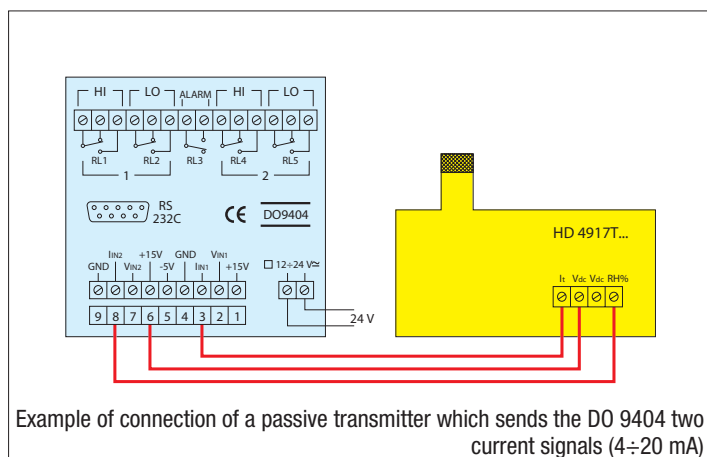 HI LO ALARM HI LO
RL1 RL2 RL3 RL4 RL5
1 2
RS
232C
CE DO9404
HD 4917T...
IIN2 +15V GND VIN1
GND VIN2 -5V IIN1 +15V
12÷24 V≃
It Vdc Vdc RH%
9 8 7 6 5 4 3 2 1
24 V
Example of connection of a passive transmitter which sends the DO 9404 two
current signals (4÷20 mA)